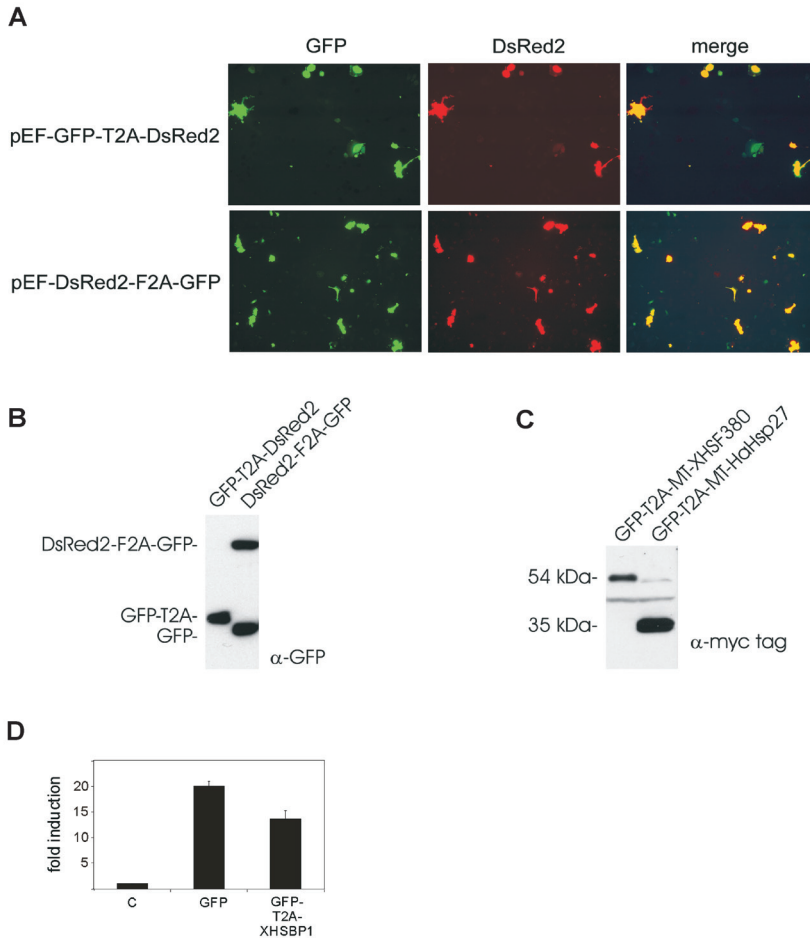 A
GFP DsRed2 merge
pEF-GFP-T2A-DsRed2
pEF-DsRed2-F2A-GFP
B
GFP-T2A-DsRed2
DsRed2-F2A-GFP
DsRed2-F2A-GFP-
GFP-T2A-
GFP-
α-GFP
C
GFP-T2A-MT-XHSF380
GFP-T2A-MT-HaHsp27
54 kDa-
35 kDa-
α-myc tag
D
fold induction
20
15
10
5
C GFP GFP-
T2A-
XHSBP1